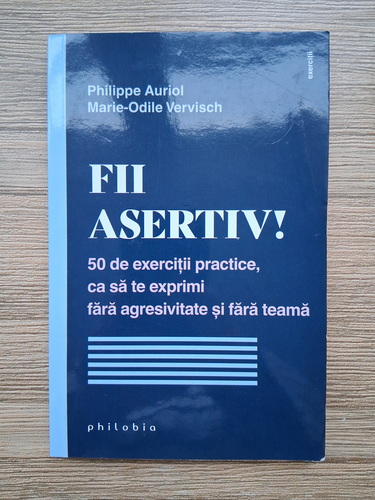 exerciții
Philippe Auriol
Marie-Odile Vervisch
FII
ASERTIV!
50 de exerciții practice,
ca să te exprimi
fără agresivitate și fără teamă
philobia